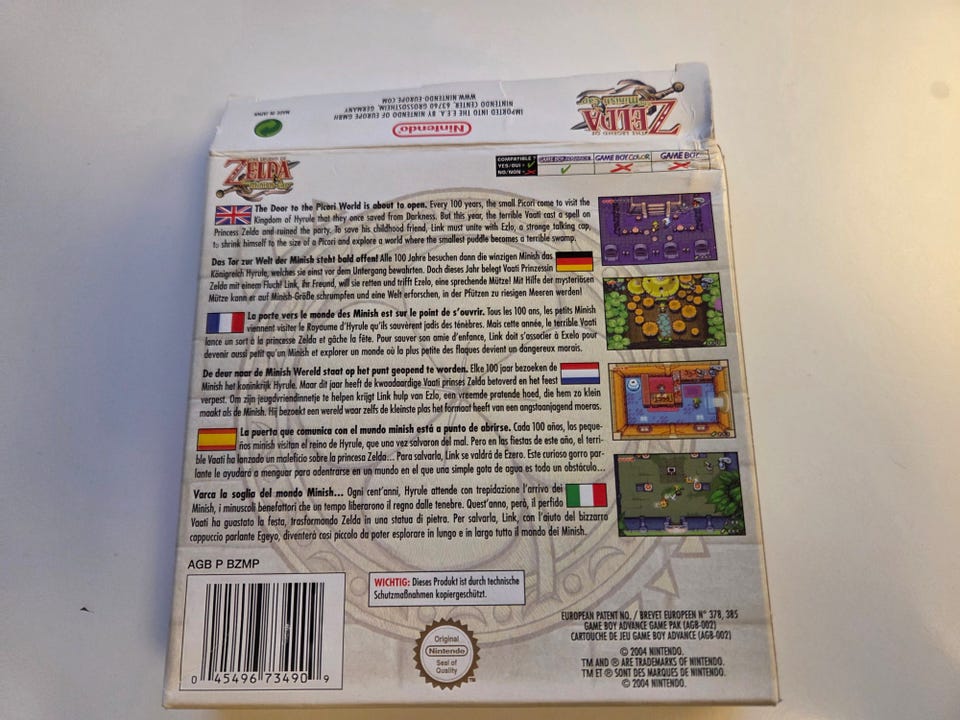 MADE IN JAPAN
IMPORTED INTO THE E.E.A. BY NINTENDO OF EUROPE GMBH
NINTENDO CENTER, 63760 GROSSOSTHEIM, GERMANY
WWW.NINTENDO-EUROPE.COM
Nintendo
THE LEGEND OF
ZELDA
Minish Cap
THE LEGEND OF
ZELDA
COMPATIBLE ?
YES/OUI = ✓
NO/NON = ✗
GAME BOY ADVANCE
GAME BOY COLOR
GAME BOY
The Door to the Picori World is about to open. Every 100 years, the small Picori come to visit the
Kingdom of Hyrule that they once saved from Darkness. But this year, the terrible Vaati cast a spell on
Princess Zelda and ruined the party. To save his childhood friend, Link must unite with Ezlo, a stronge talking cap,
to shrink himself to the size of a Picori and explore a world where the smallest puddle becomes a terrible swamp.
Das Tor zur Welt der Minish steht bald offen! Alle 100 Jahre besuchen dann die winzigen Minish das
Königreich Hyrule, welches sie einst vor dem Untergang bewahrten. Doch dieses Jahr belegt Vaati Prinzessin
Zelda mit einem Fluch! Link, ihr Freund, will sie retten und trifft Ezelo, eine sprechende Mütze! Mit Hilfe der mysteriösen
Mütze kann er auf Minish-Größe schrumpfen und eine Welt erforschen, in der Pfützen zu riesigen Meeren werden!
La porte vers le monde des Minish est sur le point de s'ouvrir. Tous les 100 ans, les petits Minish
viennent visiter le Royaume d'Hyrule qu'ils sauvèrent jadis des ténèbres. Mais cette année, le terrible Vaati
lance un sort à la princesse Zelda et gâche la fête. Pour sauver son amie d'enfance, Link doit s'associer à Exelo pour
devenir aussi petit qu'un Minish et explorer un monde où la plus petite des flaques devient un dangereux marais.
De deur naar de Minish Wereld staat op het punt geopend te worden. Elke 100 jaar bezoeken de
Minish het koninkrijk Hyrule. Maar dit jaar heeft de kwaadaardige Vaati prinses Zelda betoverd en het feest
verpest. Om zijn jeugdvriendinnetje te helpen krijgt Link hulp van Ezlo, een vreemde pratende hoed, die hem zo klein
maakt als de Minish. Hij bezoekt een wereld waar zelfs de kleinste plas het formaat heeft van een angstaanjagend moeras.
La puerta que comunica con el mundo minish está a punto de abrirse. Cada 100 años, los peque-
ños minish visitan el reino de Hyrule, que una vez salvaron del mal. Pero en las fiestas de este año, el terri-
ble Vaati ha lanzado un maleficio sobre la princesa Zelda... Para salvarla, Link se valdrá de Ezero. Este curioso gorro par-
lante le ayudará a menguar para adentrarse en un mundo en el que una simple gota de agua es todo un obstáculo...
Varca la soglia del mondo Minish... Ogni cent'anni, Hyrule attende con trepidazione l'arrivo dei
Minish, i minuscoli benefattori che un tempo liberarono il regno dalle tenebre. Quest'anno, però, il perfido
Vaati ha guastato la festa, trasformando Zelda in una statua di pietra. Per salvarla, Link, con l'aiuto del bizzarro
cappuccio parlante Egeyo, diventerà così piccolo da poter esplorare in lungo e in largo tutto il mondo dei Minish.
AGB P BZMP
WICHTIG: Dieses Produkt ist durch technische
Schutzmaßnahmen kopiergeschützt.
0 45496 73490 9
Original
Nintendo
Seal of
Quality
EUROPEAN PATENT NO. / BREVET EUROPEEN N° 378, 385
GAME BOY ADVANCE GAME PAK (AGB-002)
CARTOUCHE DE JEU GAME BOY ADVANCE (AGB-002)
© 2004 NINTENDO.
TM AND ® ARE TRADEMARKS OF NINTENDO.
TM ET ® SONT DES MARQUES DE NINTENDO.
© 2004 NINTENDO.